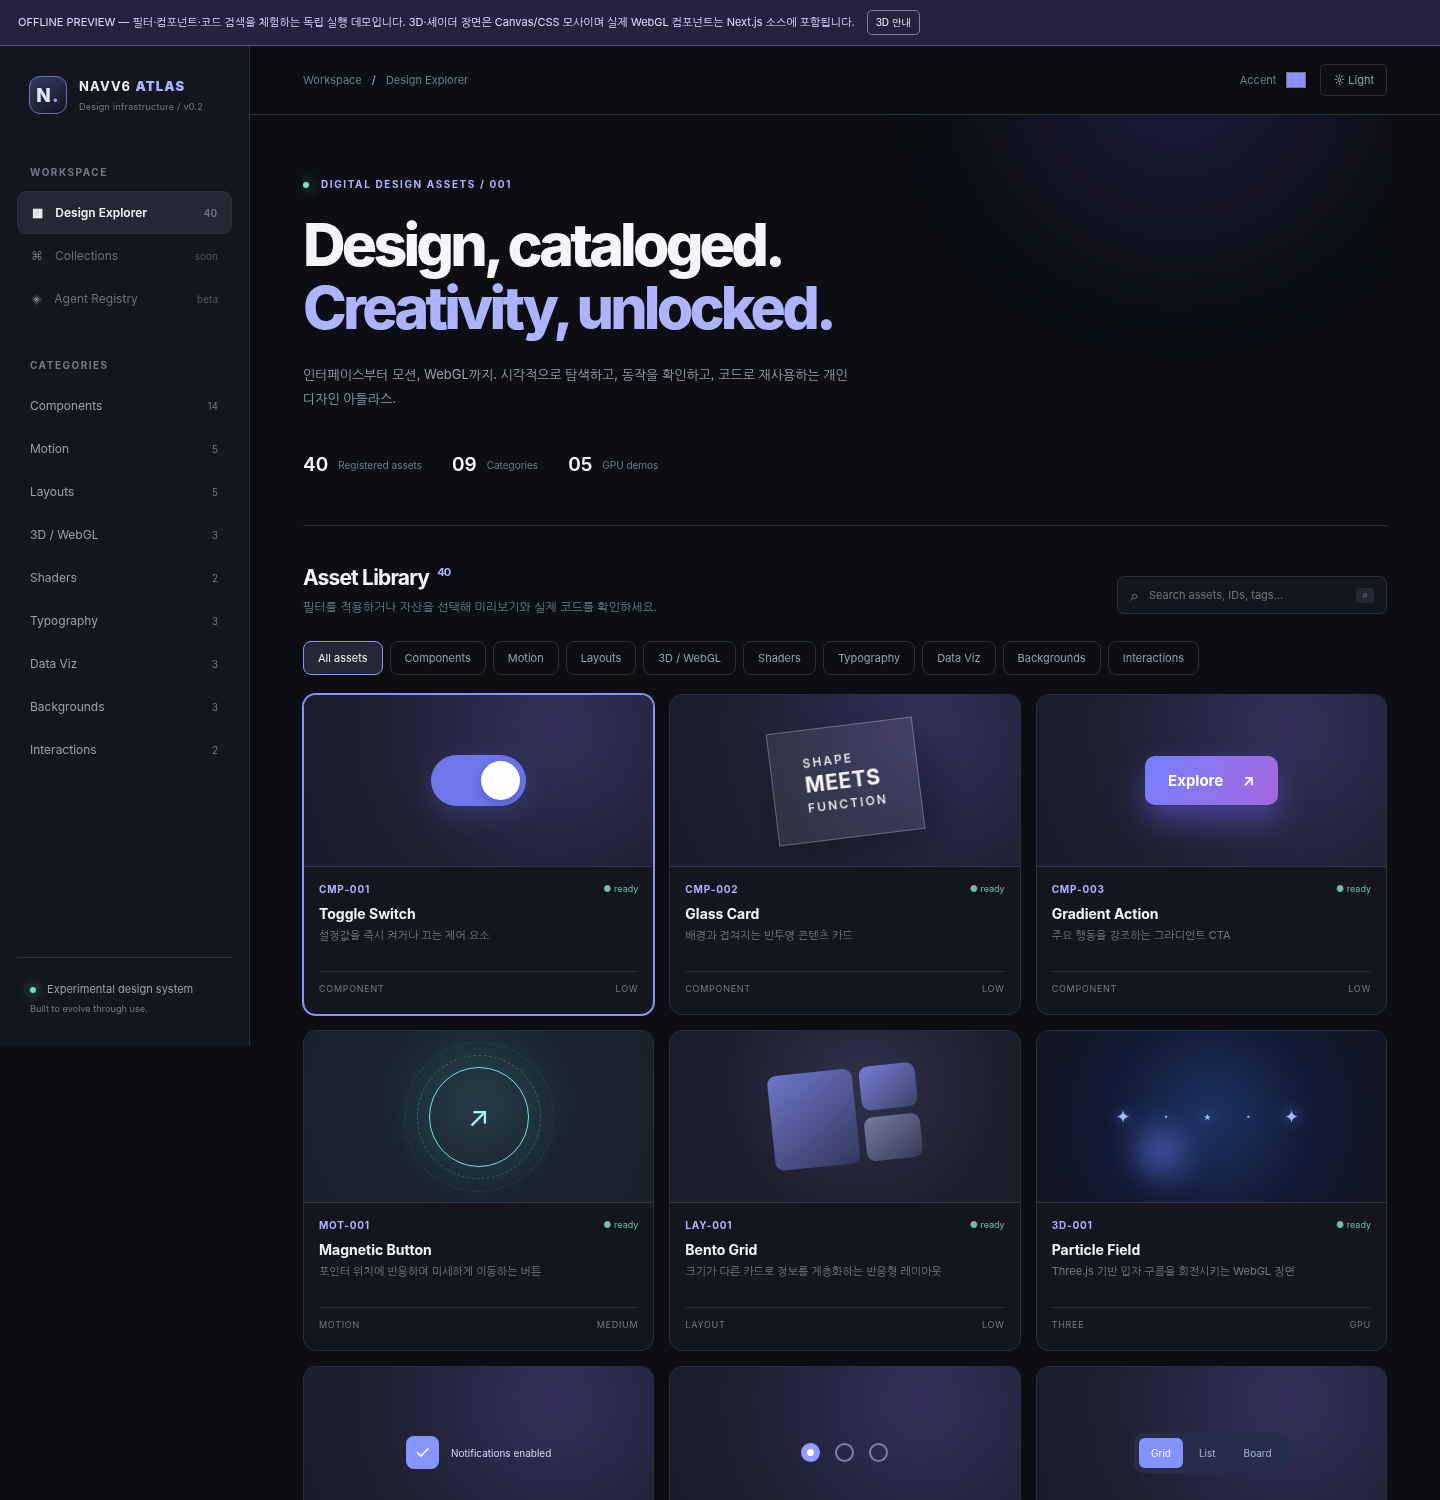 OFFLINE PREVIEW — 필터·컴포넌트·코드 검색을 체험하는 독립 실행 데모입니다. 3D·셰이더 장면은 Canvas/CSS 모사이며 실제 WebGL 컴포넌트는 Next.js 소스에 포함됩니다. 3D 안내
N.
NAVV6 ATLAS
Design infrastructure / v0.2
Workspace / Design Explorer
Accent
☼ Light
WORKSPACE
Design Explorer 40
Collections soon
Agent Registry beta
CATEGORIES
Components 14
Motion 5
Layouts 5
3D / WebGL 3
Shaders 2
Typography 3
Data Viz 3
Backgrounds 3
Interactions 2
Experimental design system
Built to evolve through use.
DIGITAL DESIGN ASSETS / 001
Design, cataloged.
Creativity, unlocked.
인터페이스부터 모션, WebGL까지. 시각적으로 탐색하고, 동작을 확인하고, 코드로 재사용하는 개인
디자인 아틀라스.
40 Registered assets 09 Categories 05 GPU demos
Asset Library 40
필터를 적용하거나 자산을 선택해 미리보기와 실제 코드를 확인하세요.
Search assets, IDs, tags...
All assets Components Motion Layouts 3D / WebGL Shaders Typography Data Viz Backgrounds Interactions
SHAPE
MEETS
FUNCTION
Explore
CMP-001 ready
Toggle Switch
설정값을 즉시 켜거나 끄는 제어 요소
COMPONENT LOW
CMP-002 ready
Glass Card
배경과 겹쳐지는 반투명 콘텐츠 카드
COMPONENT LOW
CMP-003 ready
Gradient Action
주요 행동을 강조하는 그라디언트 CTA
COMPONENT LOW
MOT-001 ready
Magnetic Button
포인터 위치에 반응하며 미세하게 이동하는 버튼
MOTION MEDIUM
LAY-001 ready
Bento Grid
크기가 다른 카드로 정보를 계층화하는 반응형 레이아웃
LAYOUT LOW
3D-001 ready
Particle Field
Three.js 기반 입자 구름을 회전시키는 WebGL 장면
THREE GPU
Notifications enabled
Grid List Board